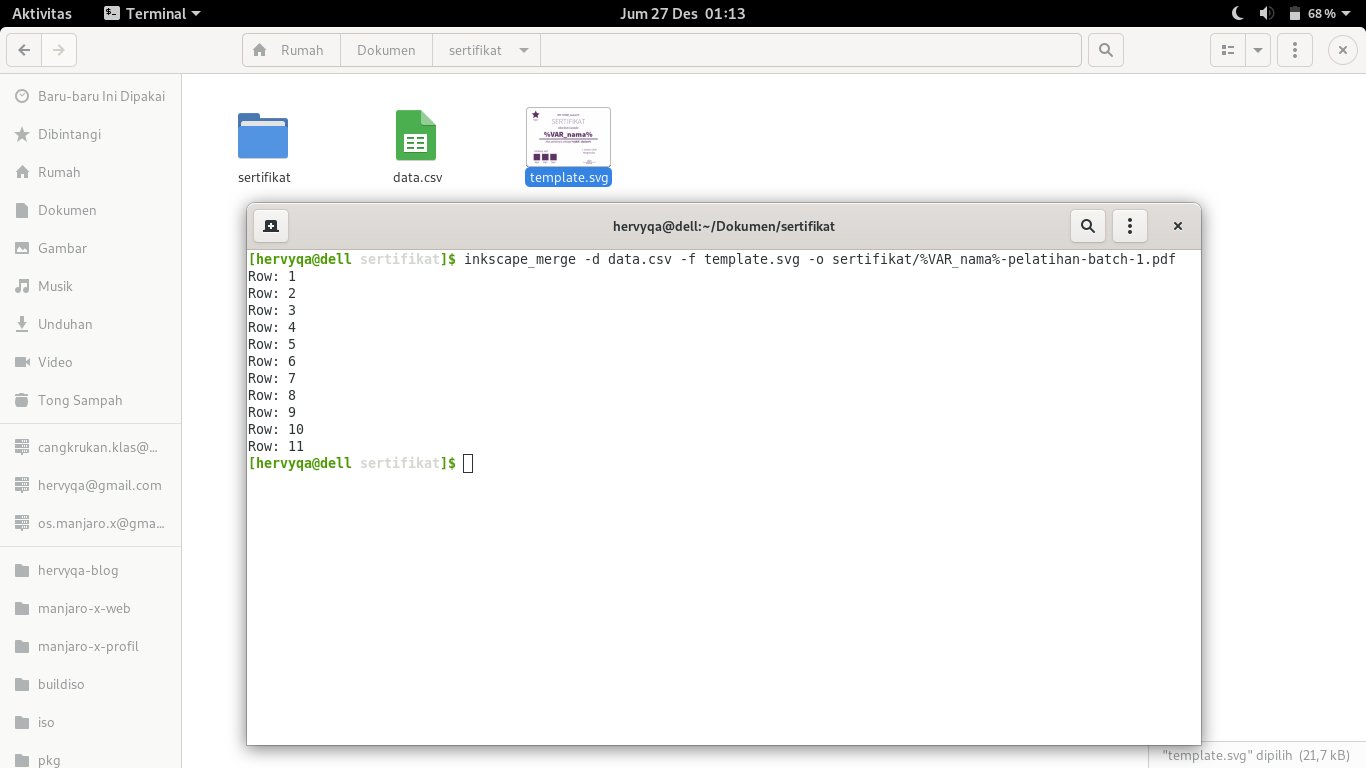 Aktivitas
Terminal
Jum 27 Des 01:13
68 %
Rumah
Dokumen
sertifikat
Baru-baru Ini Dipakai
Dibintangi
Rumah
Dokumen
Gambar
Musik
Unduhan
Video
Tong Sampah
cangkrukan.klas@...
hervyqa@gmail.com
os.manjaro.x@gma...
hervyqa-blog
manjaro-x-web
manjaro-x-profil
buildiso
iso
pkg
SERTIFIKAT
%VAR_nama%
sertifikat
data.csv
template.svg
hervyqa@dell:~/Dokumen/sertifikat
[hervyqa@dell sertifikat]$ inkscape_merge -d data.csv -f template.svg -o sertifikat/%VAR_nama%-pelatihan-batch-1.pdf
Row: 1
Row: 2
Row: 3
Row: 4
Row: 5
Row: 6
Row: 7
Row: 8
Row: 9
Row: 10
Row: 11
[hervyqa@dell sertifikat]$
"template.svg" dipilih (21,7 kB)